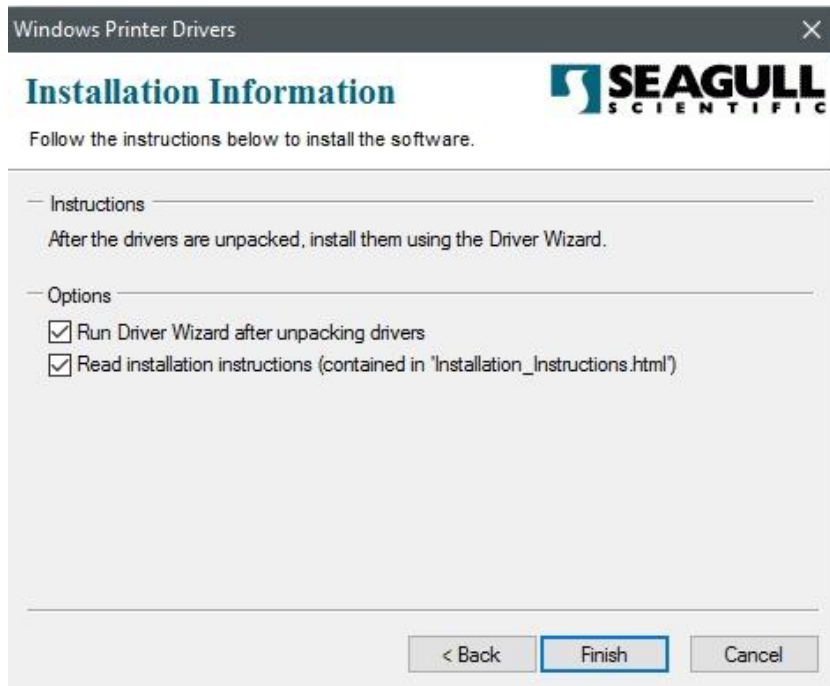 Windows Printer Drivers
Installation Information
SEAGULL
SCIENTIFIC
Follow the instructions below to install the software.
Instructions
After the drivers are unpacked, install them using the Driver Wizard.
Options
Run Driver Wizard after unpacking drivers
Read installation instructions (contained in 'Installation_Instructions.html')
< Back
Finish
Cancel